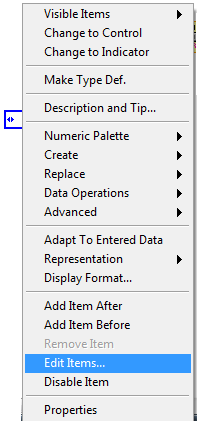 Visible Items
Change to Control
Change to Indicator
Make Type Def.
Description and Tip...
Numeric Palette
Create
Replace
Data Operations
Advanced
Adapt To Entered Data
Representation
Display Format...
Add Item After
Add Item Before
Remove Item
Edit Items...
Disable Item
Properties